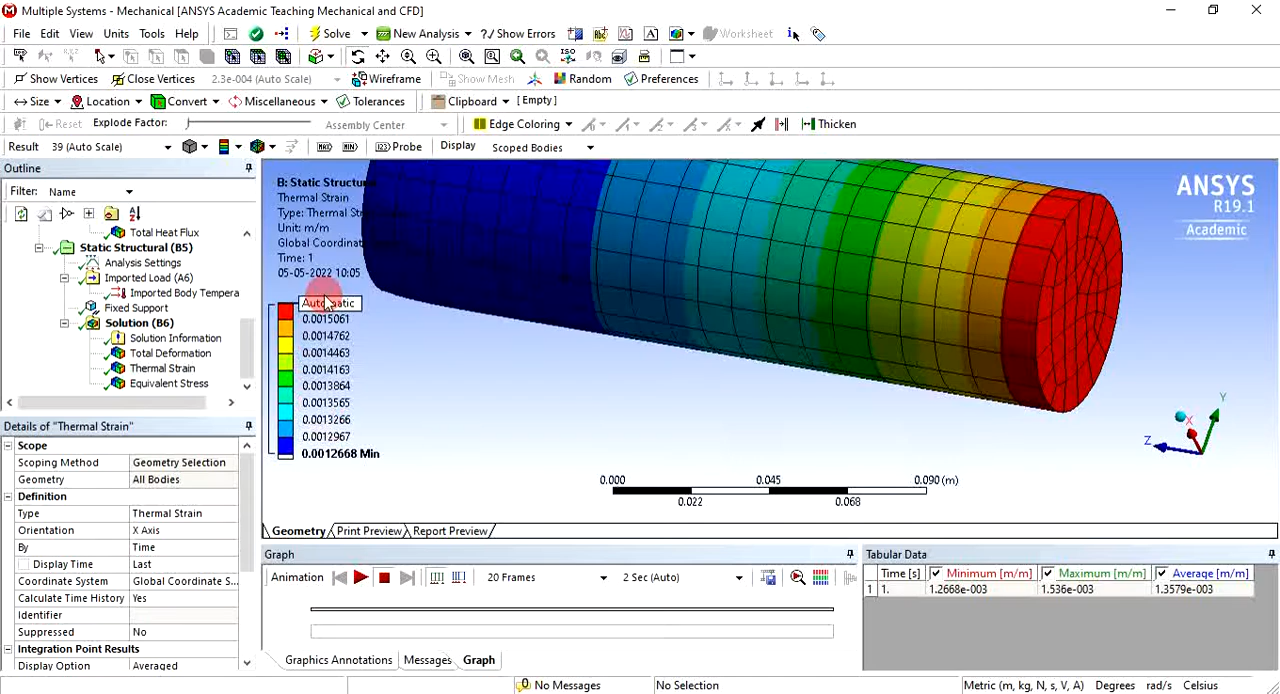 Multiple Systems - Mechanical [ANSYS Academic Teaching Mechanical and CFD]
File Edit View Units Tools Help Solve New Analysis ?/ Show Errors Worksheet
Show Vertices Close Vertices 2.3e-004 (Auto Scale) Wireframe Show Mesh Random Preferences
Size Location Convert Miscellaneous Tolerances Clipboard [Empty]
Reset Explode Factor: Assembly Center Edge Coloring Thicken
Result 39 (Auto Scale) MAX MIN 123 Probe Display Scoped Bodies
Outline
Filter: Name
Total Heat Flux
Static Structural (B5)
Analysis Settings
Imported Load (A6)
Imported Body Tempera
Fixed Support
Solution (B6)
Solution Information
Total Deformation
Thermal Strain
Equivalent Stress
Details of "Thermal Strain"
Scope
Scoping Method Geometry Selection
Geometry All Bodies
Definition
Type Thermal Strain
Orientation X Axis
By Time
Display Time Last
Coordinate System Global Coordinate S...
Calculate Time History Yes
Identifier
Suppressed No
Integration Point Results
Display Option Averaged
B: Static Structu
Thermal Strain
Type: Thermal Str
Unit: m/m
Global Coordinat
Time: 1
05-05-2022 10:05
Automatic
0.0015061
0.0014762
0.0014463
0.0014163
0.0013864
0.0013565
0.0013266
0.0012967
0.0012668 Min
ANSYS
R19.1
Academic
Y
X
Z
0.000 0.045 0.090 (m)
0.022 0.068
Geometry Print Preview Report Preview
Graph
Animation 20 Frames 2 Sec (Auto)
Graphics Annotations Messages Graph
Tabular Data
Time [s] Minimum [m/m] Maximum [m/m] Average [m/m]
1 1. 1.2668e-003 1.536e-003 1.3579e-003
0 No Messages No Selection Metric (m, kg, N, s, V, A) Degrees rad/s Celsius